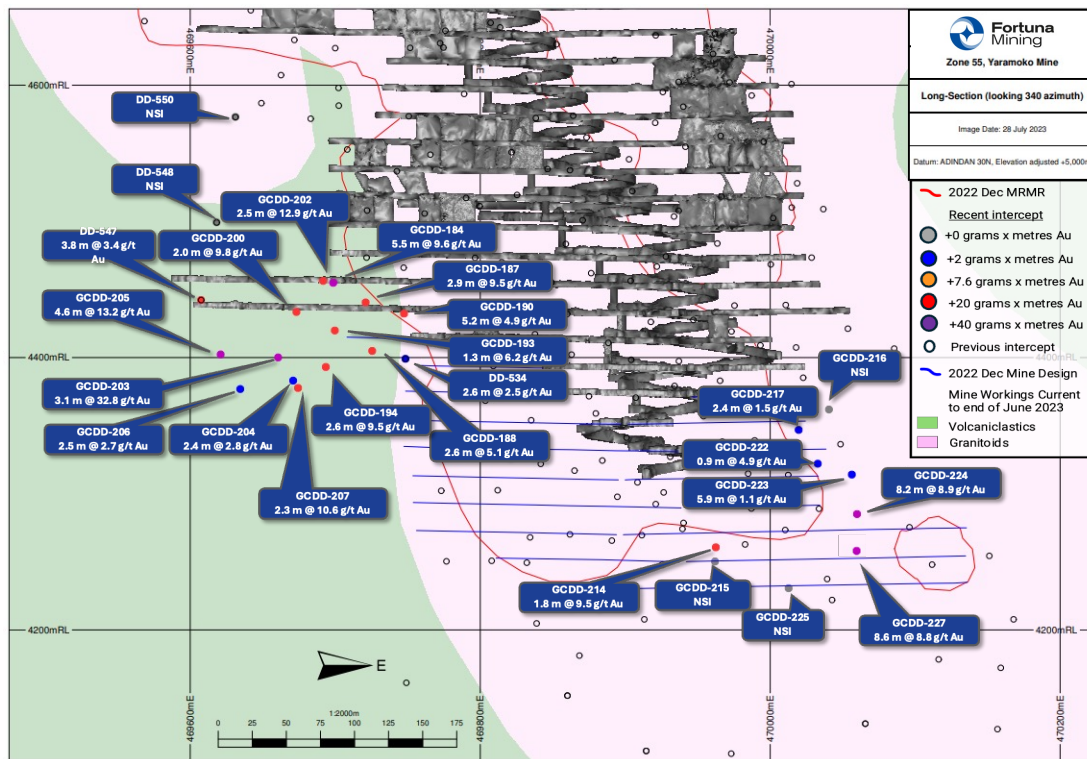 Fortuna
Mining
Zone 55, Yaramoko Mine
Long-Section (looking 340 azimuth)
Image Date: 28 July 2023
Datum: ADINDAN 30N, Elevation adjusted +5,000m
2022 Dec MRMR
Recent intercept
+0 grams x metres Au
+2 grams x metres Au
+7.6 grams x metres Au
+20 grams x metres Au
+40 grams x metres Au
Previous intercept
2022 Dec Mine Design
Mine Workings Current
to end of June 2023
Volcaniclastics
Granitoids
469600mE
470000mE
4600mRL
DD-550
NSI
DD-548
NSI
GCDD-202
2.5 m @ 12.9 g/t Au
DD-547
3.8 m @ 3.4 g/t
Au
GCDD-200
2.0 m @ 9.8 g/t Au
GCDD-184
5.5 m @ 9.6 g/t Au
GCDD-187
2.9 m @ 9.5 g/t Au
GCDD-205
4.6 m @ 13.2 g/t Au
GCDD-190
5.2 m @ 4.9 g/t Au
GCDD-193
1.3 m @ 6.2 g/t Au
4400mRL
4400mRL
GCDD-216
NSI
GCDD-203
3.1 m @ 32.8 g/t Au
DD-534
2.6 m @ 2.5 g/t Au
GCDD-217
2.4 m @ 1.5 g/t Au
GCDD-206
2.5 m @ 2.7 g/t Au
GCDD-204
2.4 m @ 2.8 g/t Au
GCDD-194
2.6 m @ 9.5 g/t Au
GCDD-188
2.6 m @ 5.1 g/t Au
GCDD-222
0.9 m @ 4.9 g/t Au
GCDD-223
5.9 m @ 1.1 g/t Au
GCDD-224
8.2 m @ 8.9 g/t Au
GCDD-207
2.3 m @ 10.6 g/t Au
GCDD-214
1.8 m @ 9.5 g/t Au
GCDD-215
NSI
GCDD-225
NSI
GCDD-227
8.6 m @ 8.8 g/t Au
4200mRL
4200mRL
E
1:2000m
0 25 50 75 100 125 150 175
469600mE
469800mE
470000mE
470200mE